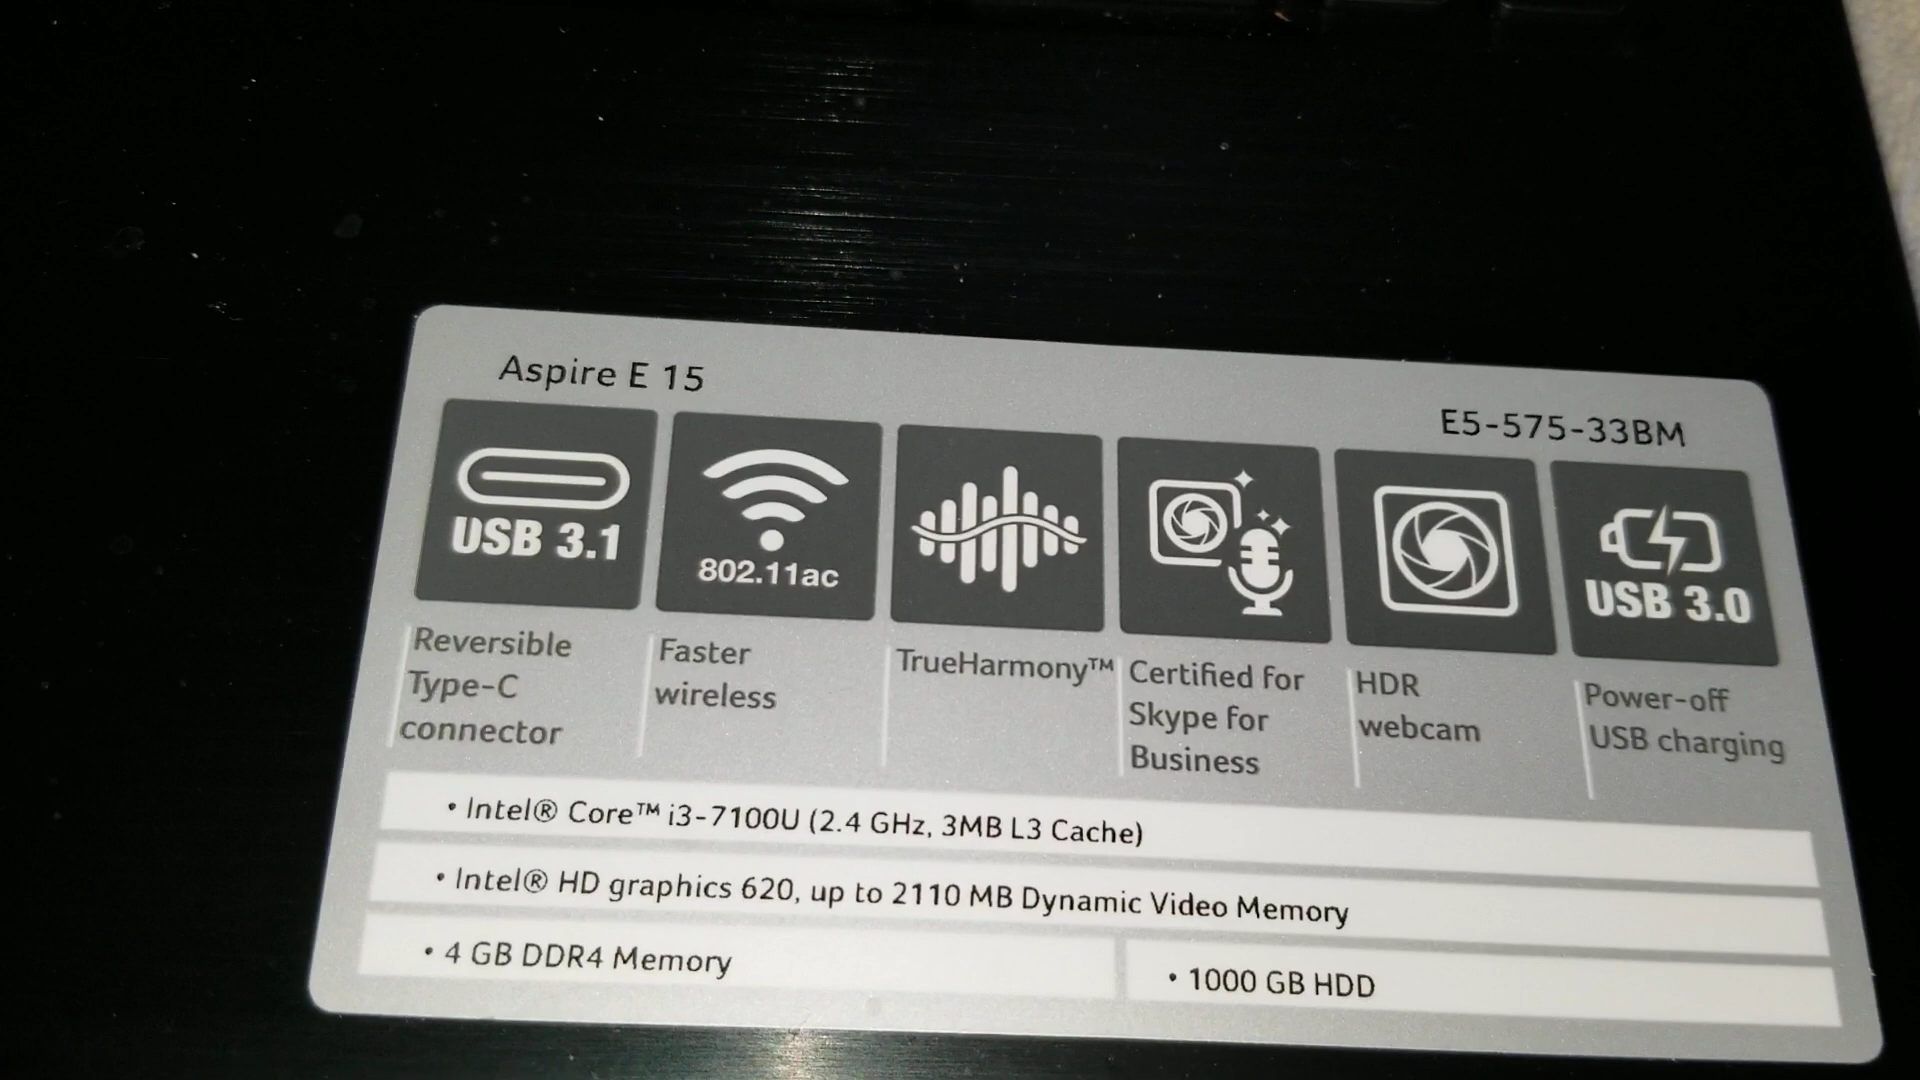 Aspire E 15
E5-575-33BM
USB 3.1
802.11ac
USB 3.0
Reversible
Type-C
connector
Faster
wireless
TrueHarmony™
Certified for
Skype for
Business
HDR
webcam
Power-off
USB charging
• Intel® Core™ i3-7100U (2.4 GHz, 3MB L3 Cache)
• Intel® HD graphics 620, up to 2110 MB Dynamic Video Memory
• 4 GB DDR4 Memory
• 1000 GB HDD